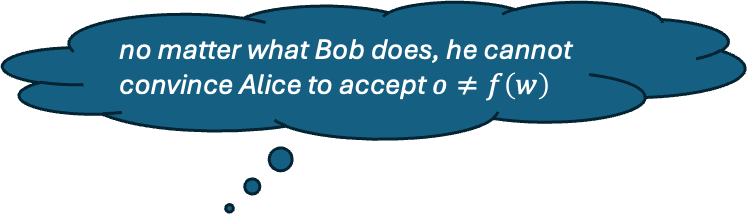 no matter what Bob does, he cannot
convince Alice to accept 𝑜 ≠ 𝑓(𝑤)